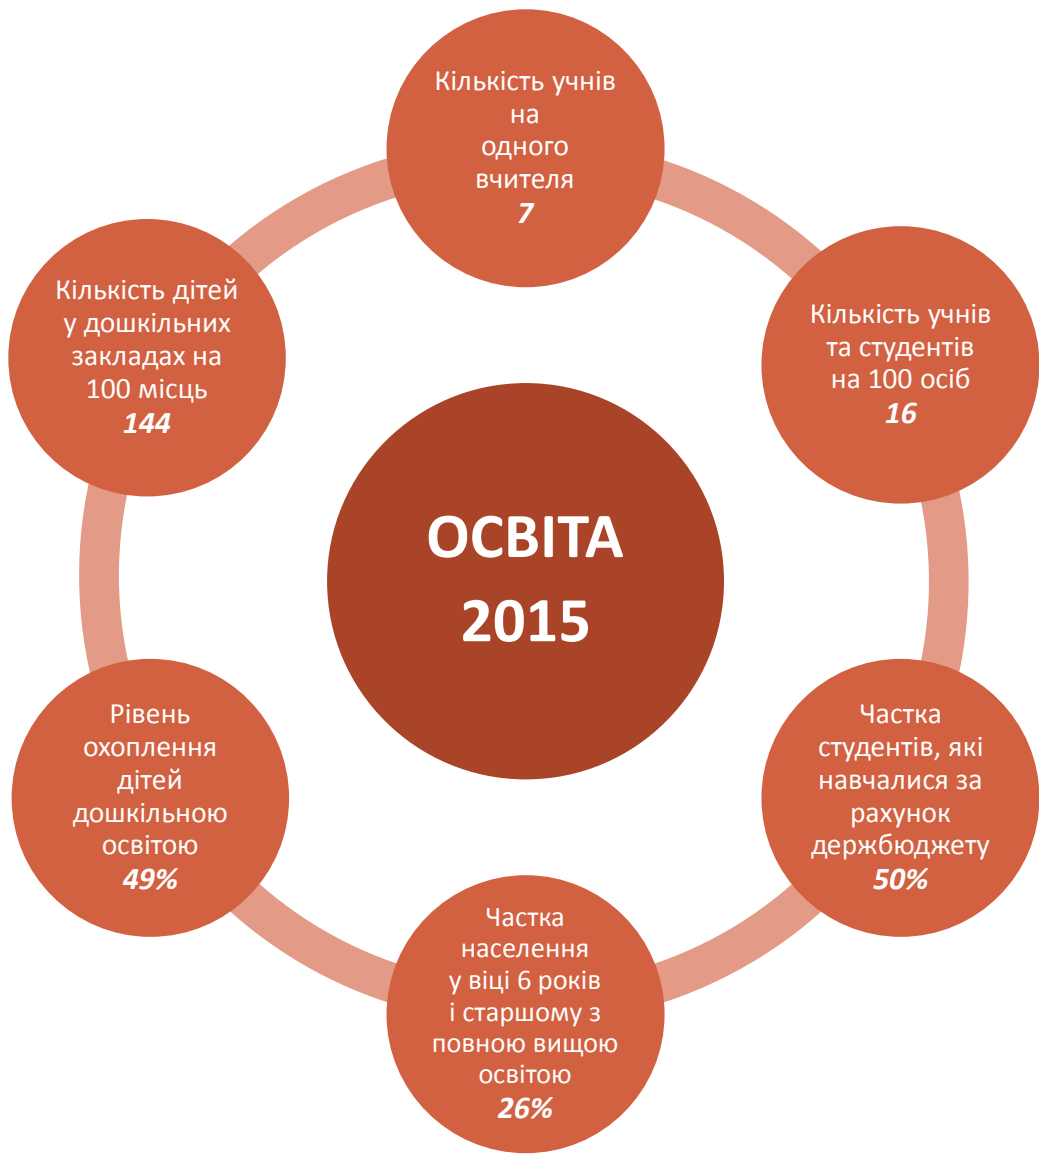 Кількість учнів
на
одного
вчителя
7
Кількість учнів
та студентів
на 100 осіб
16
Частка
студентів, які
навчалися за
рахунок
держбюджету
50%
Частка
населення
у віці 6 років
і старшому з
повною вищою
освітою
26%
Рівень
охоплення
дітей
дошкільною
освітою
49%
Кількість дітей
у дошкільних
закладах на
100 місць
144
ОСВІТА
2015